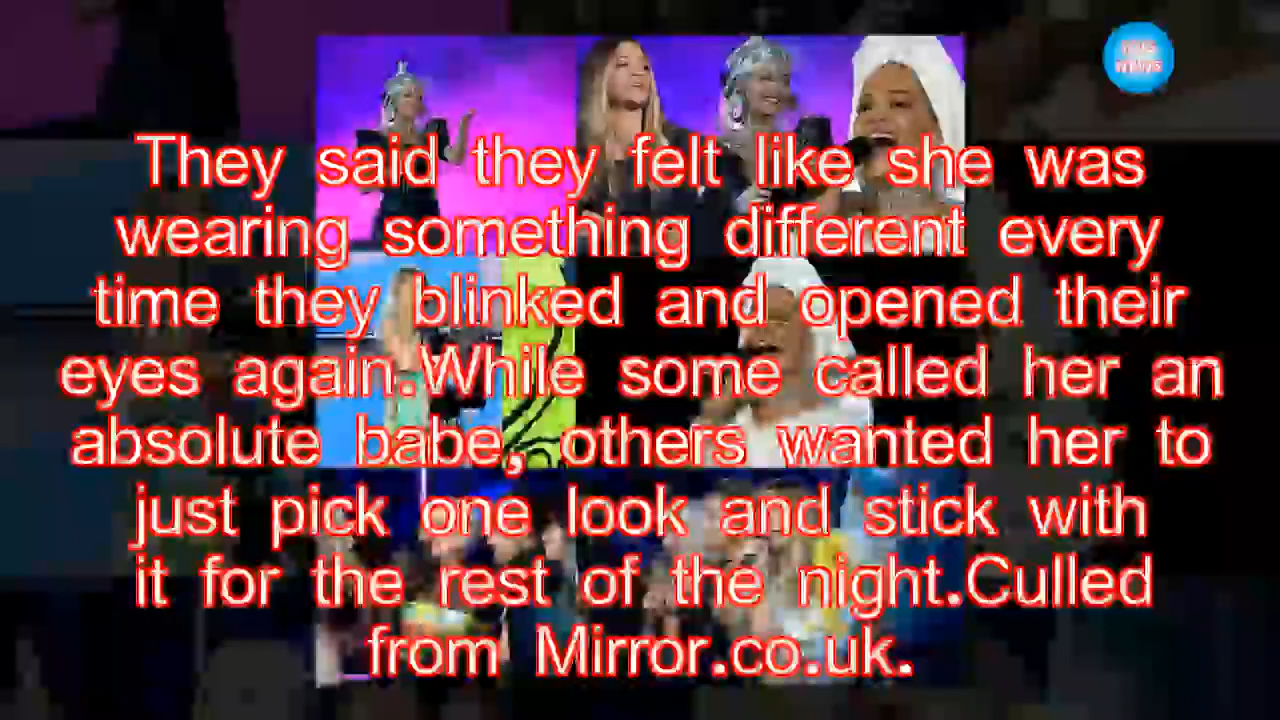 They said they felt like she was
wearing something different every
time they blinked and opened their
eyes again.While some called her an
absolute babe, others wanted her to
just pick one look and stick with
it for the rest of the night.Culled
from Mirror.co.uk.
NEWS